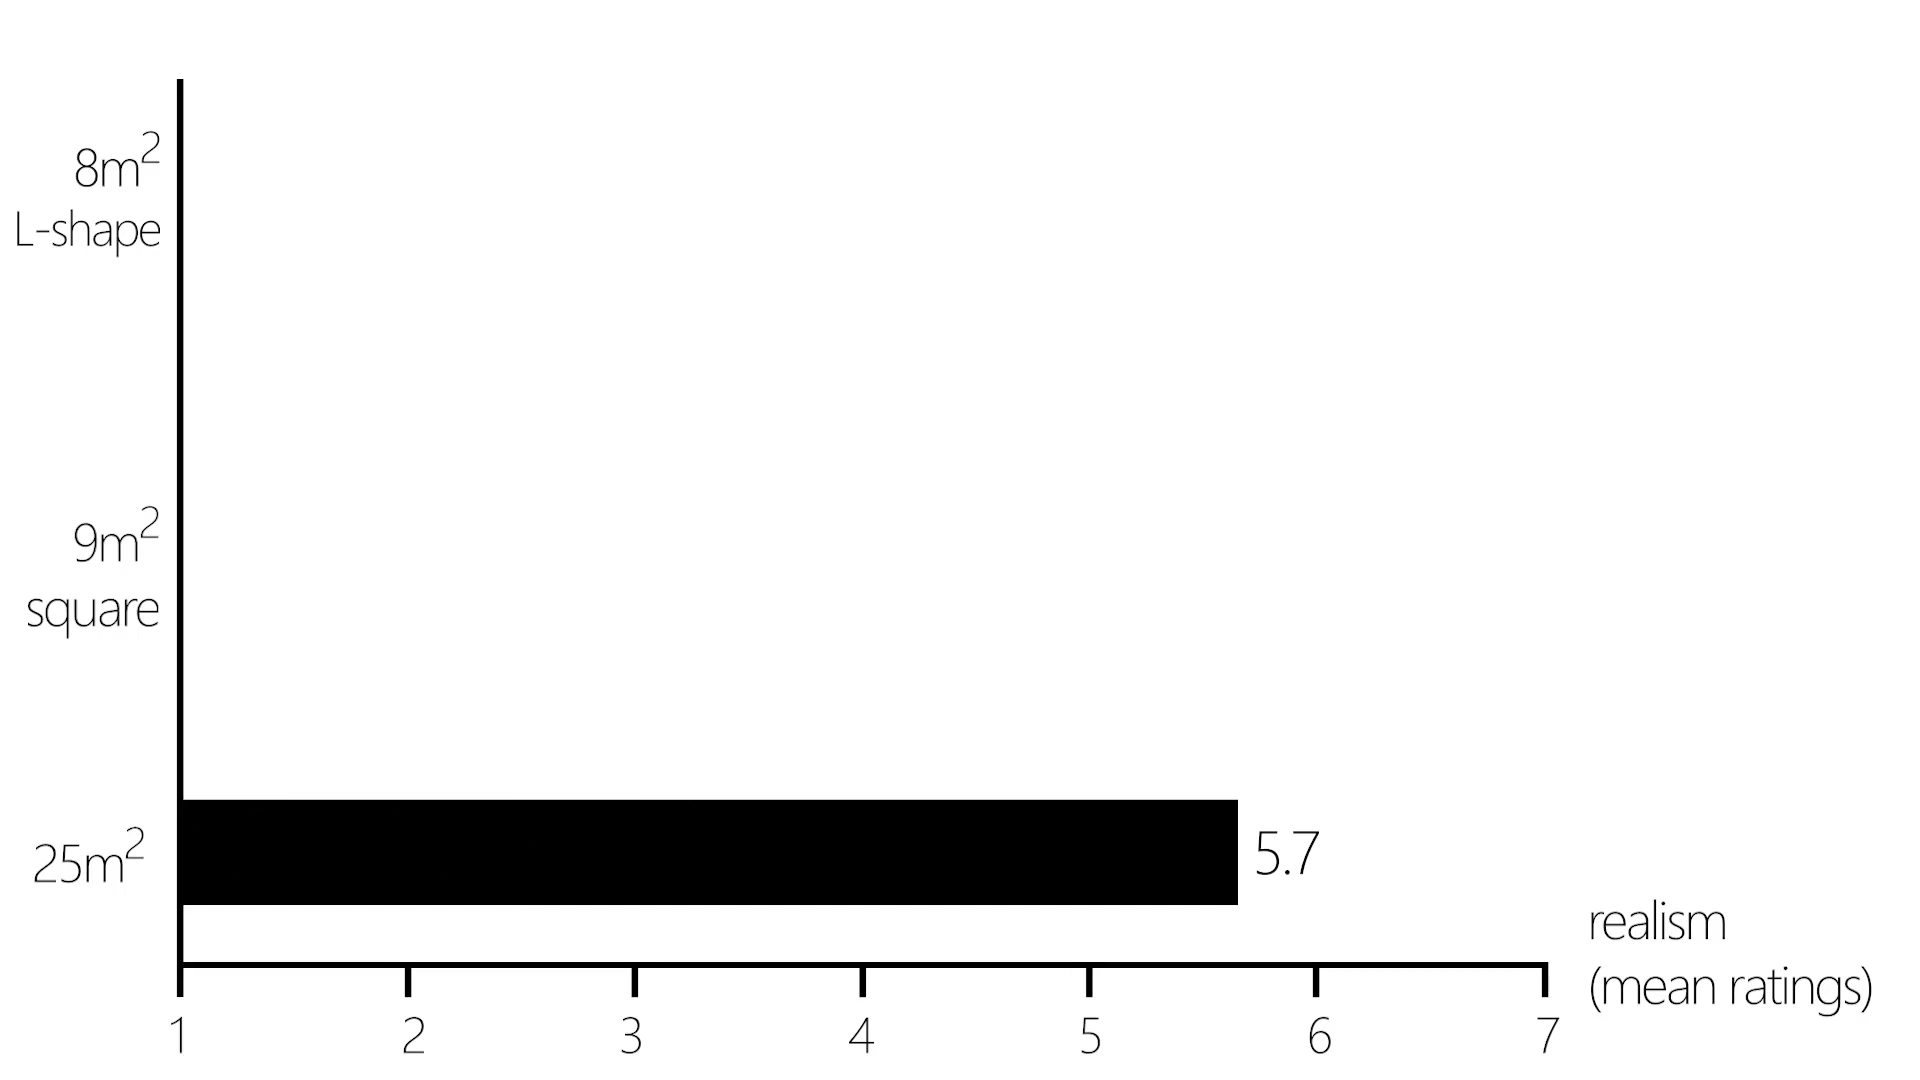 8m²
L-shape
9m²
square
25m²
5.7
realism
(mean ratings)
1 2 3 4 5 6 7